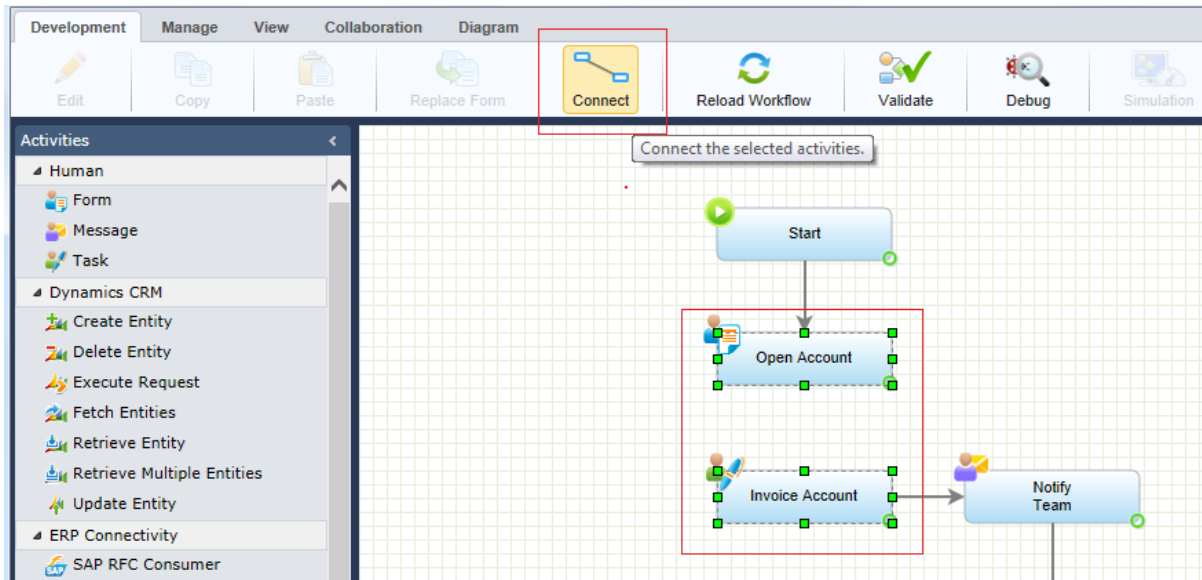 Development Manage View Collaboration Diagram
Edit Copy Paste Replace Form Connect Reload Workflow Validate Debug Simulation
Connect the selected activities.
Activities
Human
Form
Message
Task
Dynamics CRM
Create Entity
Delete Entity
Execute Request
Fetch Entities
Retrieve Entity
Retrieve Multiple Entities
Update Entity
ERP Connectivity
SAP RFC Consumer
SAP
Start
Open Account
Invoice Account
Notify
Team